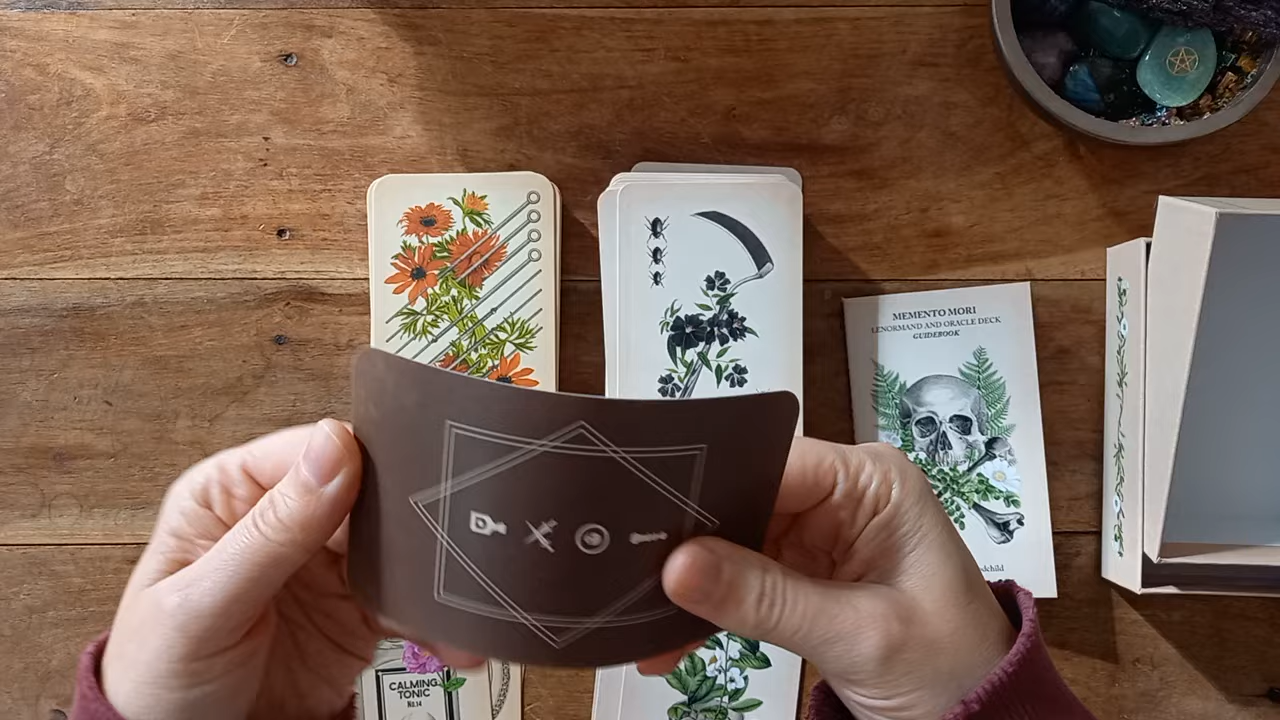 MEMENTO MORI
LENORMAND AND ORACLE DECK
GUIDEBOOK
CALMING
TONIC
No.14